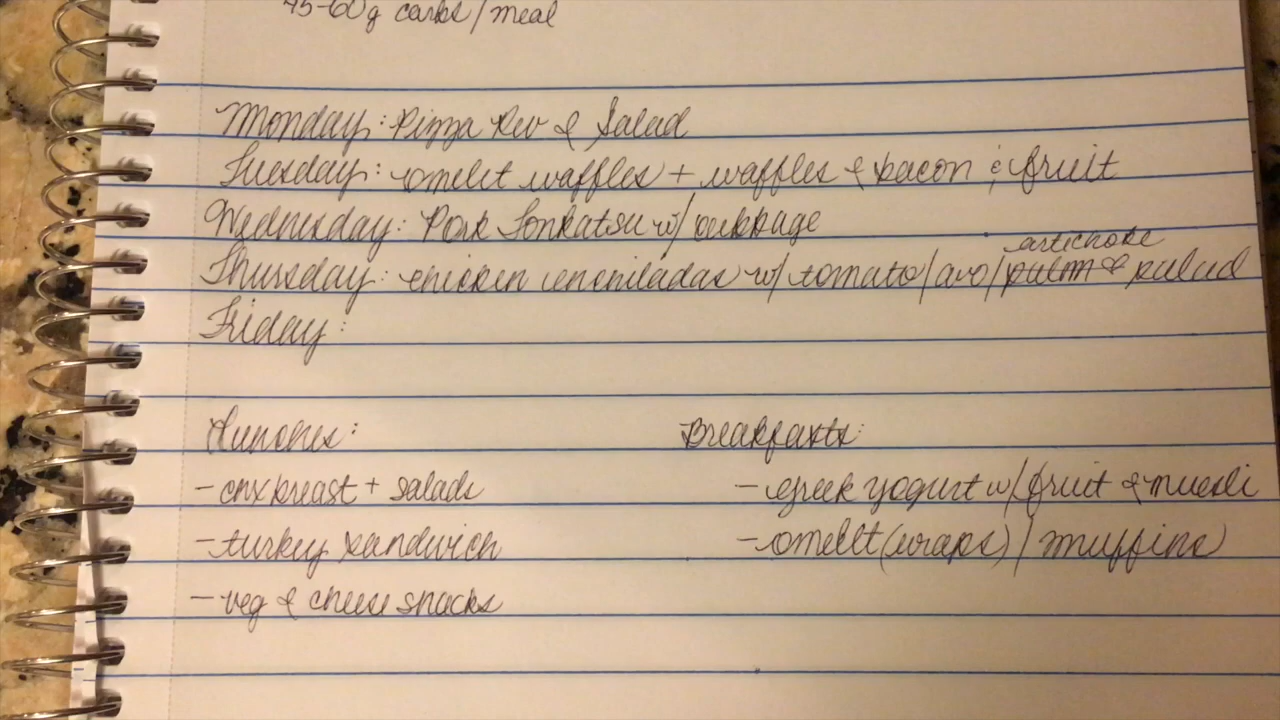 45-60g carbs/meal
Monday: Pizza Rev & Salad
Tuesday: omelet waffles + waffles & bacon & fruit
Wednesday: Pork Tonkatsu w/ cabbage
artichoke
Thursday: chicken enchiladas w/ tomato/avo/palm & salad
Friday:
Lunches: Breakfasts:
- chx breast + salads - greek yogurt w/ fruit & muesli
- turkey sandwich - omelet (wraps) / muffins
- veg & cheese snacks